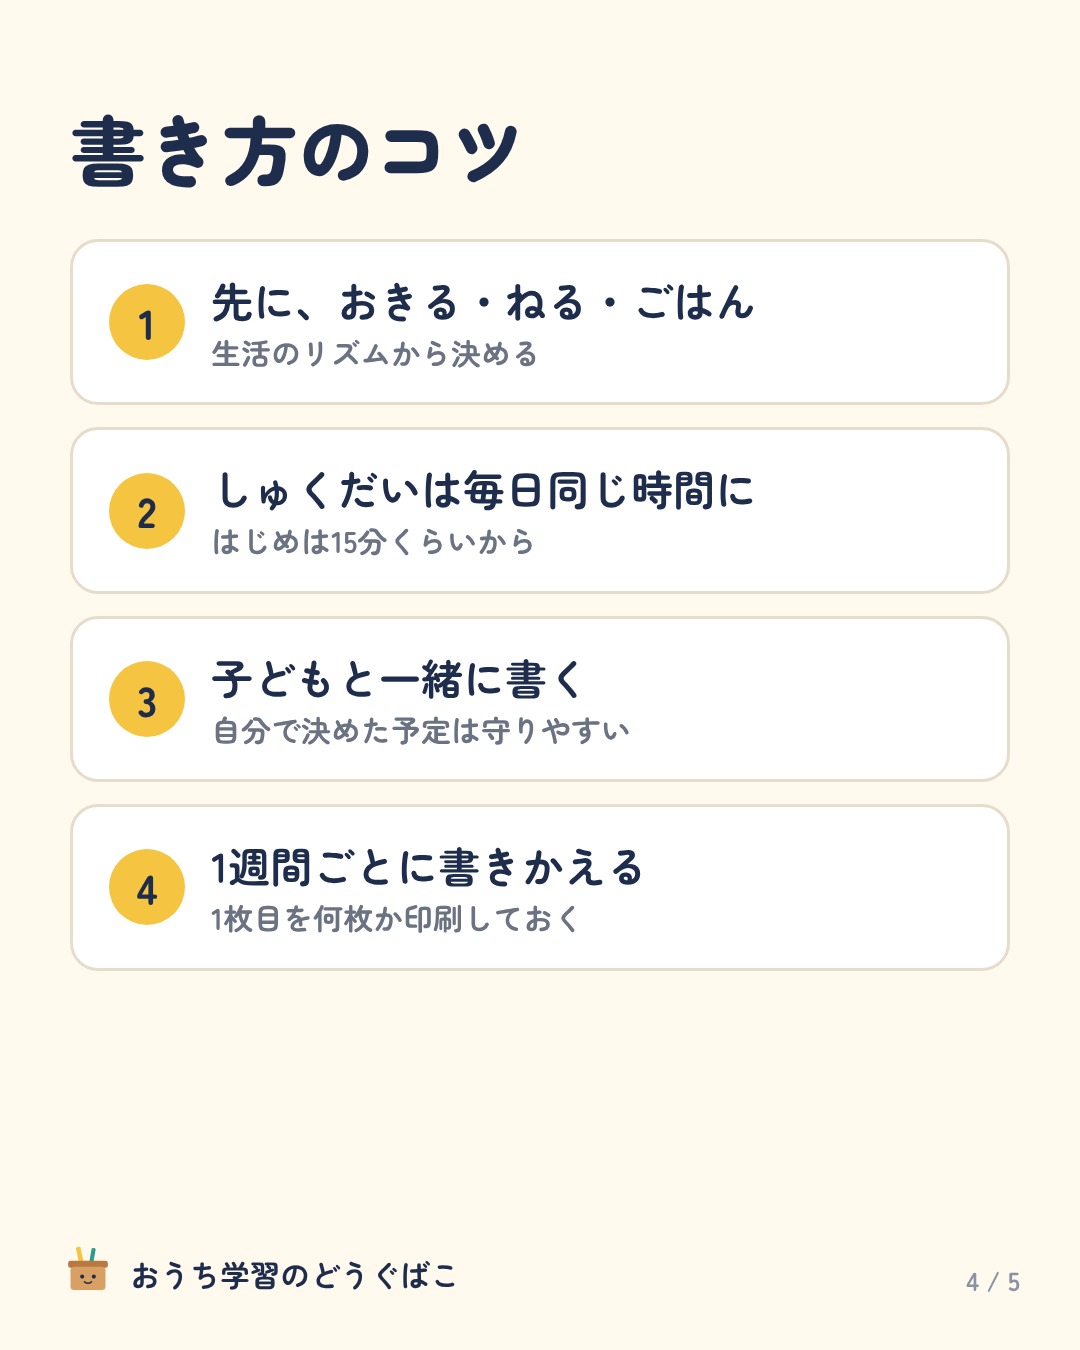 書き方のコツ
1
先に、おきる・ねる・ごはん
生活のリズムから決める
2
しゅくだいは毎日同じ時間に
はじめは15分くらいから
3
子どもと一緒に書く
自分で決めた予定は守りやすい
4
1週間ごとに書きかえる
1枚目を何枚か印刷しておく
おうち学習のどうぐばこ
4 / 5